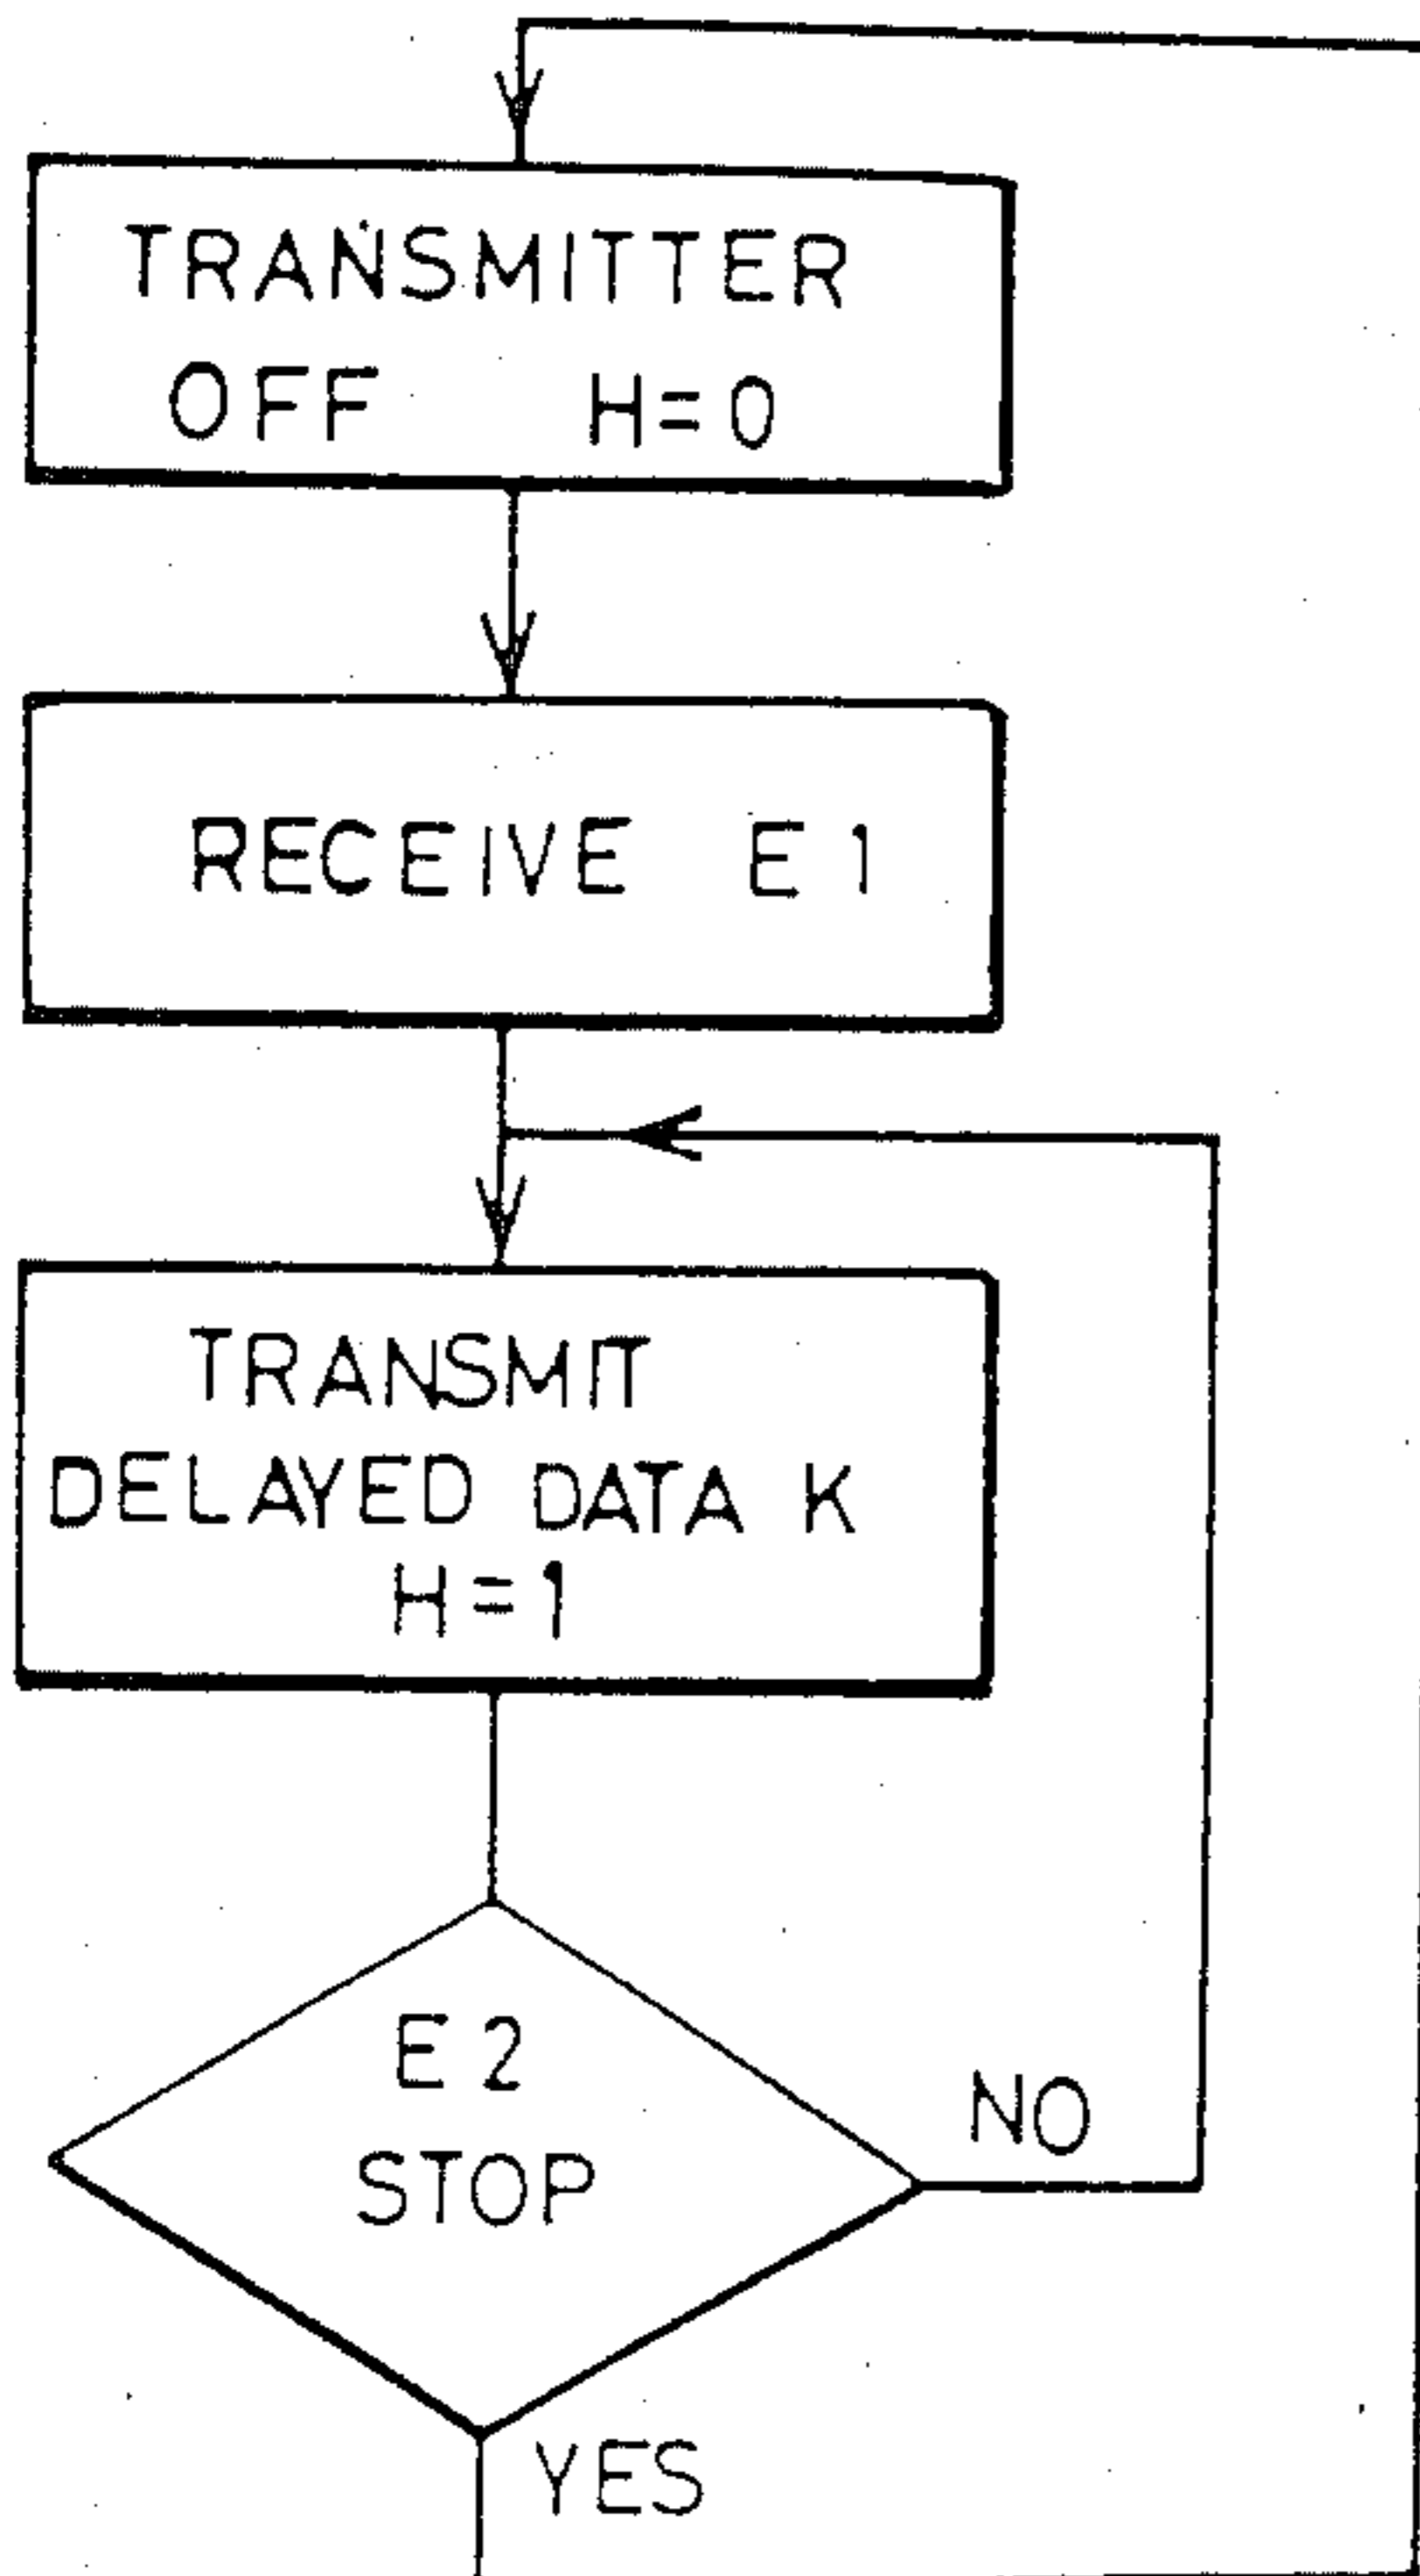 TRANSMITTER
OFF H=0
RECEIVE E1
TRANSMIT
DELAYED DATA K
H=1
E2
STOP
NO
YES